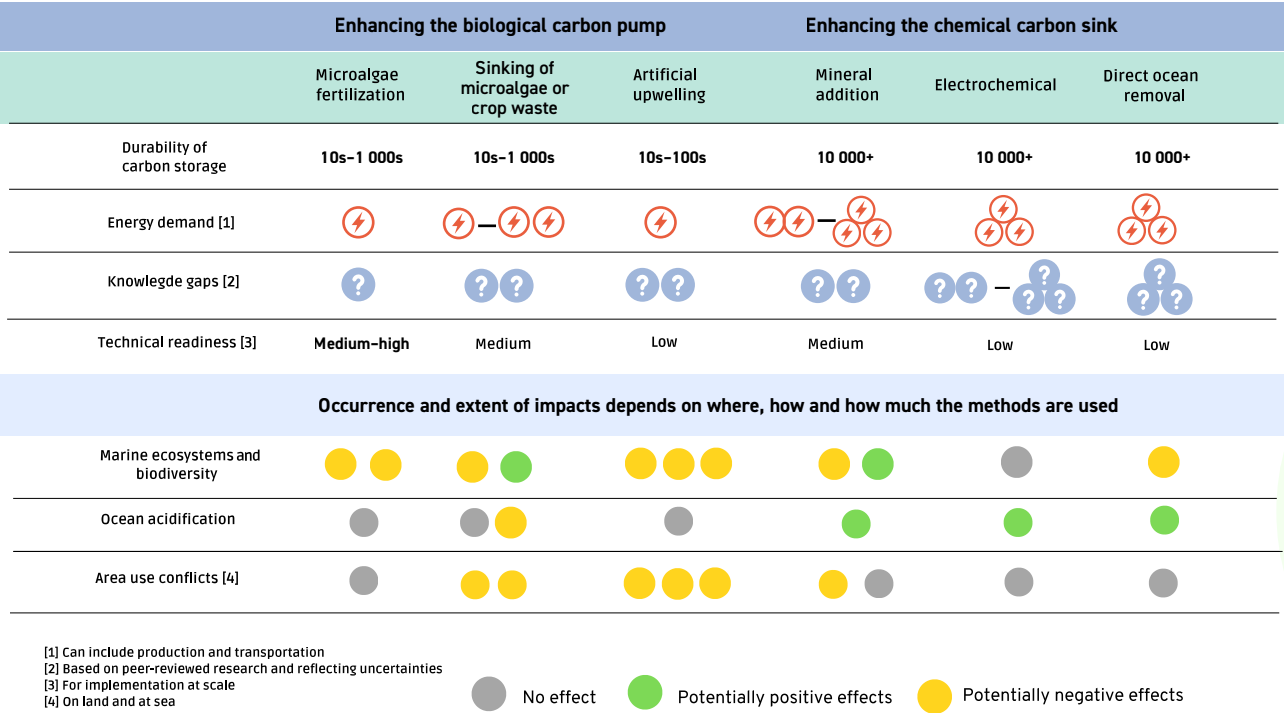 Enhancing the biological carbon pump
Enhancing the chemical carbon sink
Microalgae
fertilization
Sinking of
microalgae or
crop waste
Artificial
upwelling
Mineral
addition
Electrochemical
Direct ocean
removal
Durability of
carbon storage
10s–1 000s
10s–1 000s
10s–100s
10 000+
10 000+
10 000+
Energy demand [1]
–
–
Knowlegde gaps [2]
?
? ?
? ?
? ?
? ? – ? ? ?
? ? ?
Technical readiness [3]
Medium–high
Medium
Low
Medium
Low
Low
Occurrence and extent of impacts depends on where, how and how much the methods are used
Marine ecosystems and
biodiversity
Ocean acidification
Area use conflicts [4]
[1] Can include production and transportation
[2] Based on peer-reviewed research and reflecting uncertainties
[3] For implementation at scale
[4] On land and at sea
No effect
Potentially positive effects
Potentially negative effects